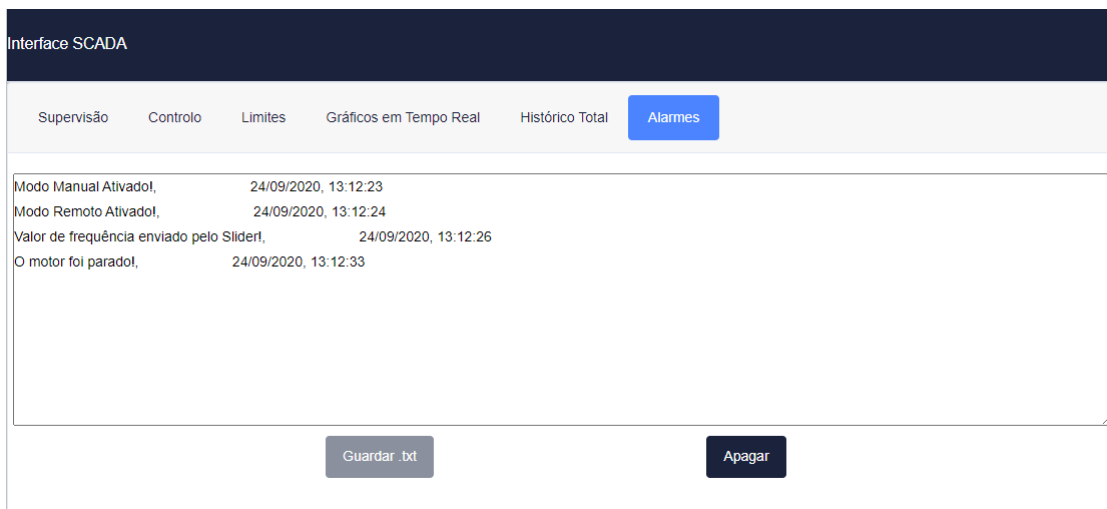 Interface SCADA
Supervisão Controlo Limites Gráficos em Tempo Real Histórico Total Alarmes
Modo Manual Ativado!, 24/09/2020, 13:12:23
Modo Remoto Ativado!, 24/09/2020, 13:12:24
Valor de frequência enviado pelo Slider!, 24/09/2020, 13:12:26
O motor foi parado!, 24/09/2020, 13:12:33
Guardar .txt Apagar